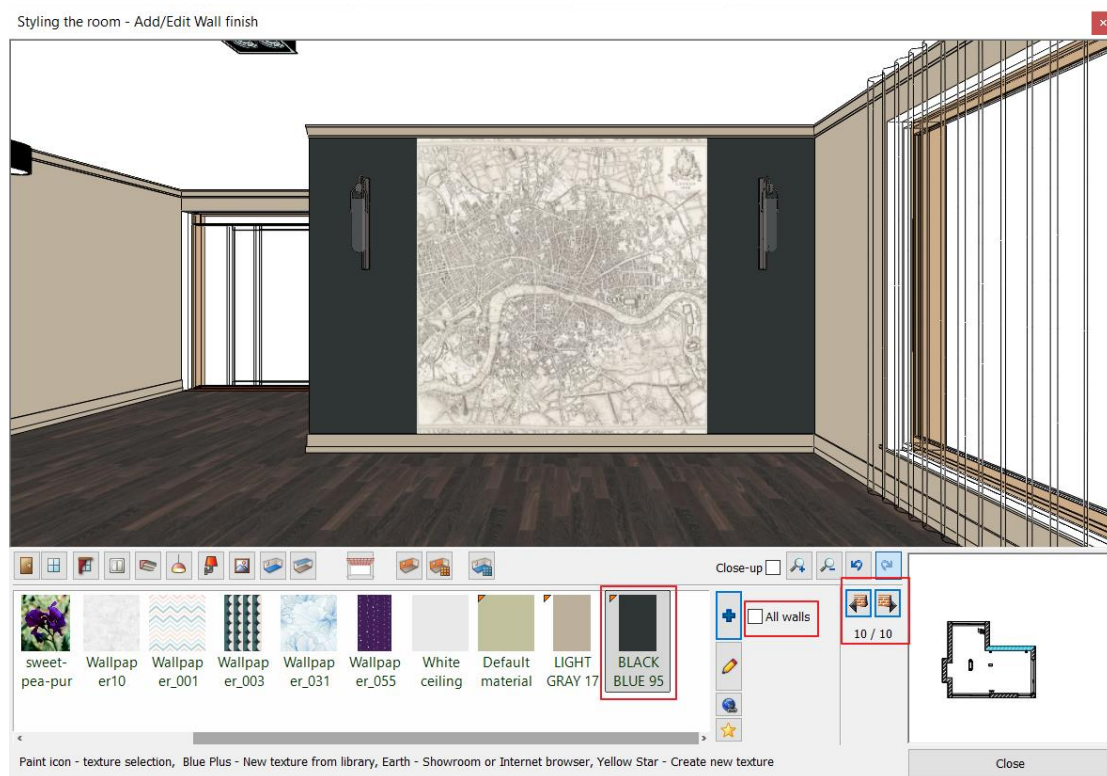 Styling the room - Add/Edit Wall finish
Close-up
sweet-
pea-pur
Wallpap
er10
Wallpap
er_001
Wallpap
er_003
Wallpap
er_031
Wallpap
er_055
White
ceiling
Default
material
LIGHT
GRAY 17
BLACK
BLUE 95
All walls
10 / 10
Paint icon - texture selection, Blue Plus - New texture from library, Earth - Showroom or Internet browser, Yellow Star - Create new texture
Close